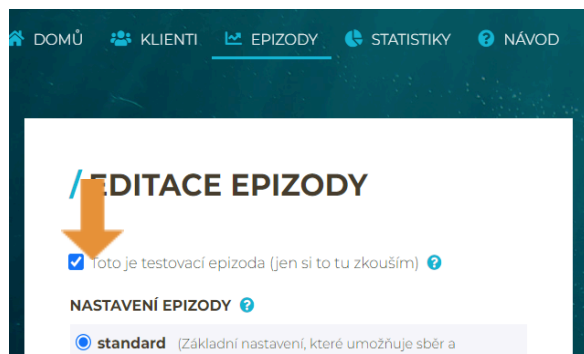 DOMŮ KLIENTI EPIZODY STATISTIKY NÁVOD
/ EDITACE EPIZODY
Toto je testovací epizoda (jen si to tu zkouším)
NASTAVENÍ EPIZODY
standard (Základní nastavení, které umožňuje sběr a